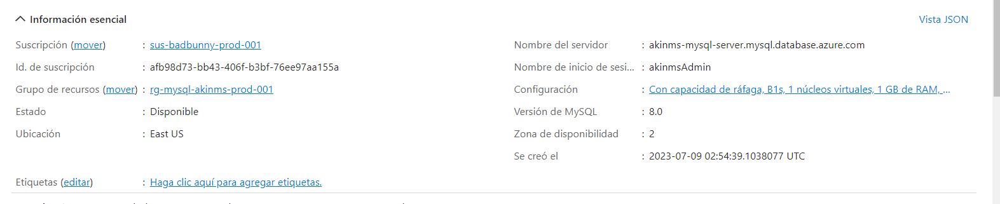 Información esencial
Vista JSON
Suscripción (mover) : sus-badbunny-prod-001
Id. de suscripción : afb98d73-bb43-406f-b3bf-76ee97aa155a
Grupo de recursos (mover) : rg-mysql-akinms-prod-001
Estado : Disponible
Ubicación : East US
Etiquetas (editar) : Haga clic aquí para agregar etiquetas.
Nombre del servidor : akinms-mysql-server.mysql.database.azure.com
Nombre de inicio de sesi... : akinmsAdmin
Configuración : Con capacidad de ráfaga, B1s, 1 núcleos virtuales, 1 GB de RAM, ...
Versión de MySQL : 8.0
Zona de disponibilidad : 2
Se creó el : 2023-07-09 02:54:39.1038077 UTC